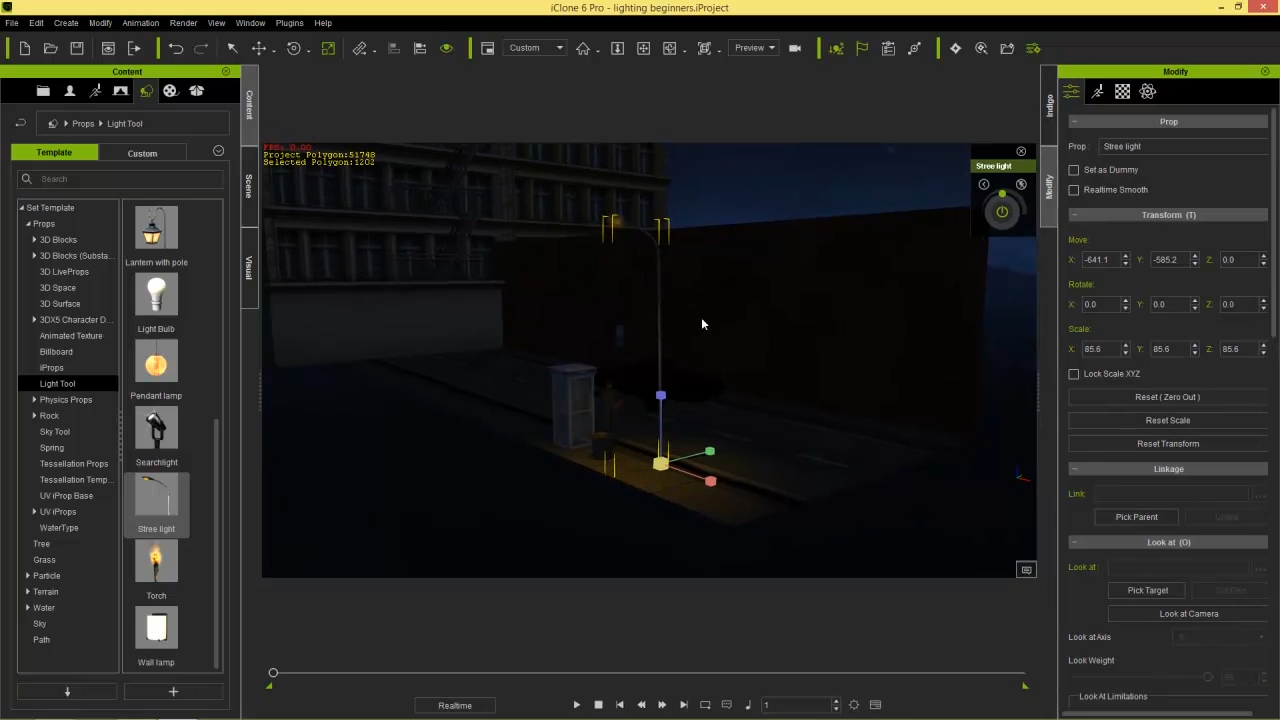 iClone 6 Pro - lighting beginners.iProject
File Edit Create Modify Animation Render View Window Plugins Help
Custom Preview
Content
Props Light Tool
Template Custom
Search
Set Template
Props
3D Blocks
3D Blocks (Substa...
3D LiveProps
3D Space
3D Surface
3DX5 Character D...
Animated Texture
Billboard
iProps
Light Tool
Physics Props
Rock
Sky Tool
Spring
Tessellation Props
Tessellation Temp...
UV iProp Base
UV iProps
WaterType
Tree
Grass
Particle
Terrain
Water
Sky
Path
Lantern with pole
Light Bulb
Pendant lamp
Searchlight
Stree light
Torch
Wall lamp
Content
Scene
Visual
Project Polygon:51748
Selected Polygon:1202
Stree light
Realtime
1
Indigo
Modify
Modify
Prop
Prop : Stree light
Set as Dummy
Realtime Smooth
Transform (T)
Move:
X: -641.1 Y: -585.2 Z: 0.0
Rotate:
X: 0.0 Y: 0.0 Z: 0.0
Scale:
X: 85.6 Y: 85.6 Z: 85.6
Lock Scale XYZ
Reset ( Zero Out )
Reset Scale
Reset Transform
Linkage
Link:
Pick Parent
Look at (O)
Look at:
Pick Target
Look at Camera
Look at Axis
Look Weight
Look At Limitations